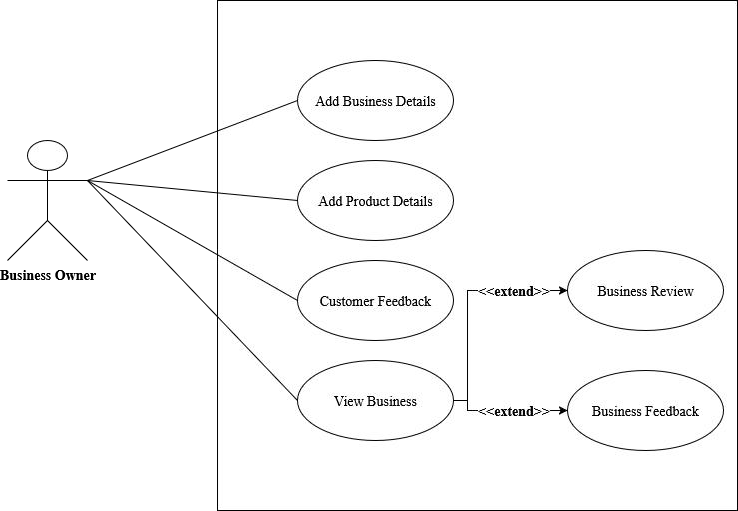 Add Business Details
Business Owner
Add Product Details
Customer Feedback
View Business
<<extend>>
Business Review
<<extend>>
Business Feedback